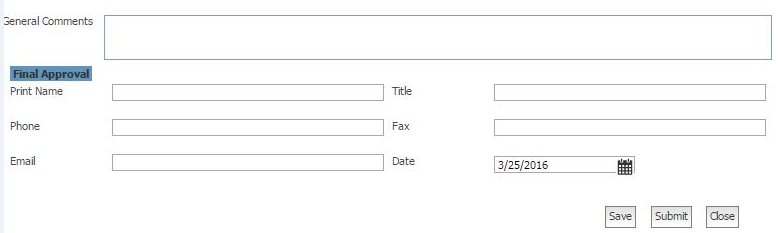 General Comments
Final Approval
Print Name Title
Phone Fax
Email Date 3/25/2016
Save Submit Close